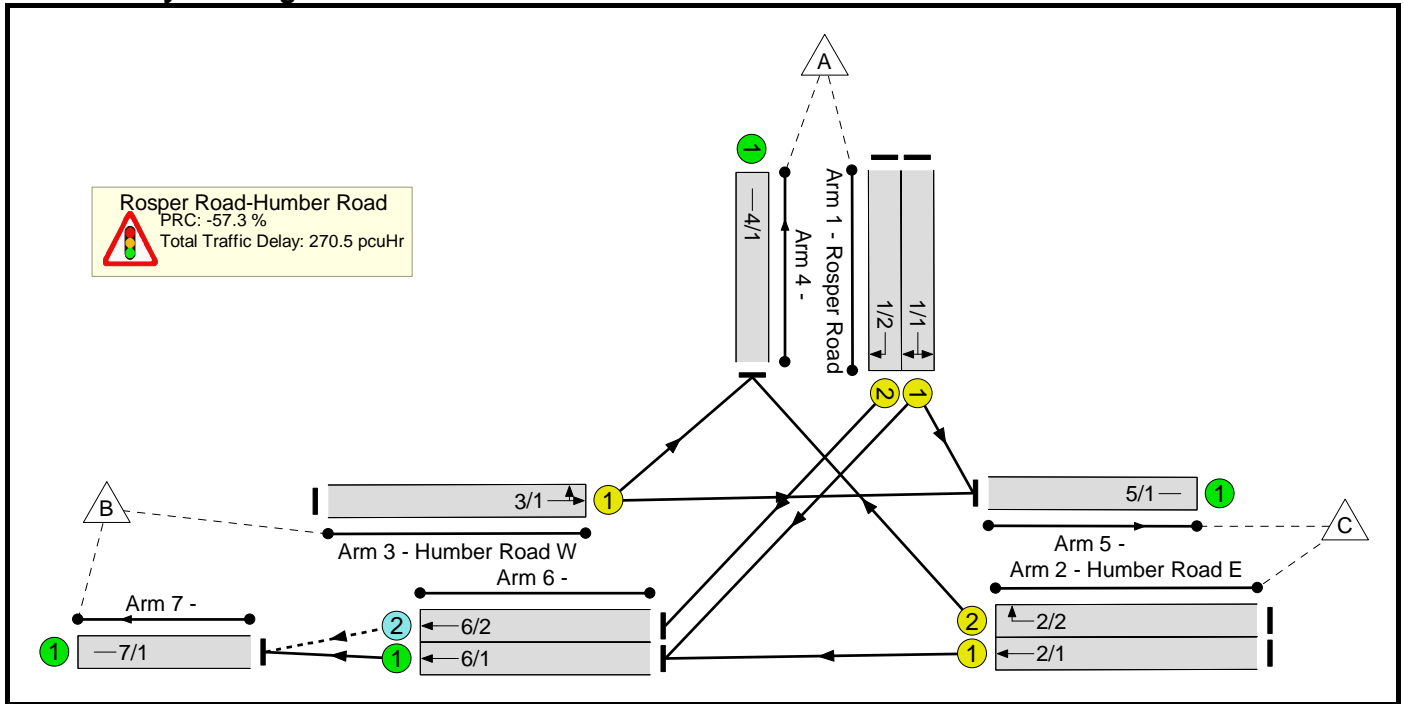 A
1
Rosper Road-Humber Road
PRC: -57.3 %
Total Traffic Delay: 270.5 pcuHr
4/1
Arm 4 -
Arm 1 - Rosper Road
1/2
1/1
2
1
B
3/1
1
5/1
1
Arm 3 - Humber Road W
Arm 5 -
C
Arm 6 -
Arm 2 - Humber Road E
Arm 7 -
2
6/2
2
2/2
1
7/1
1
6/1
1
2/1